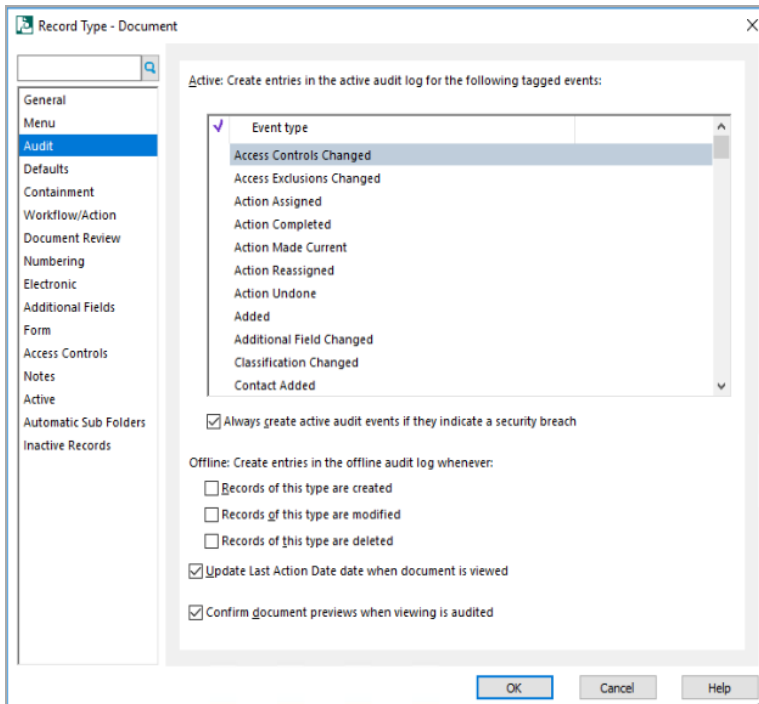 Record Type - Document
General
Menu
Audit
Defaults
Containment
Workflow/Action
Document Review
Numbering
Electronic
Additional Fields
Form
Access Controls
Notes
Active
Automatic Sub Folders
Inactive Records
Active: Create entries in the active audit log for the following tagged events:
Event type
Access Controls Changed
Access Exclusions Changed
Action Assigned
Action Completed
Action Made Current
Action Reassigned
Action Undone
Added
Additional Field Changed
Classification Changed
Contact Added
Always create active audit events if they indicate a security breach
Offline: Create entries in the offline audit log whenever:
Records of this type are created
Records of this type are modified
Records of this type are deleted
Update Last Action Date date when document is viewed
Confirm document previews when viewing is audited
OK Cancel Help